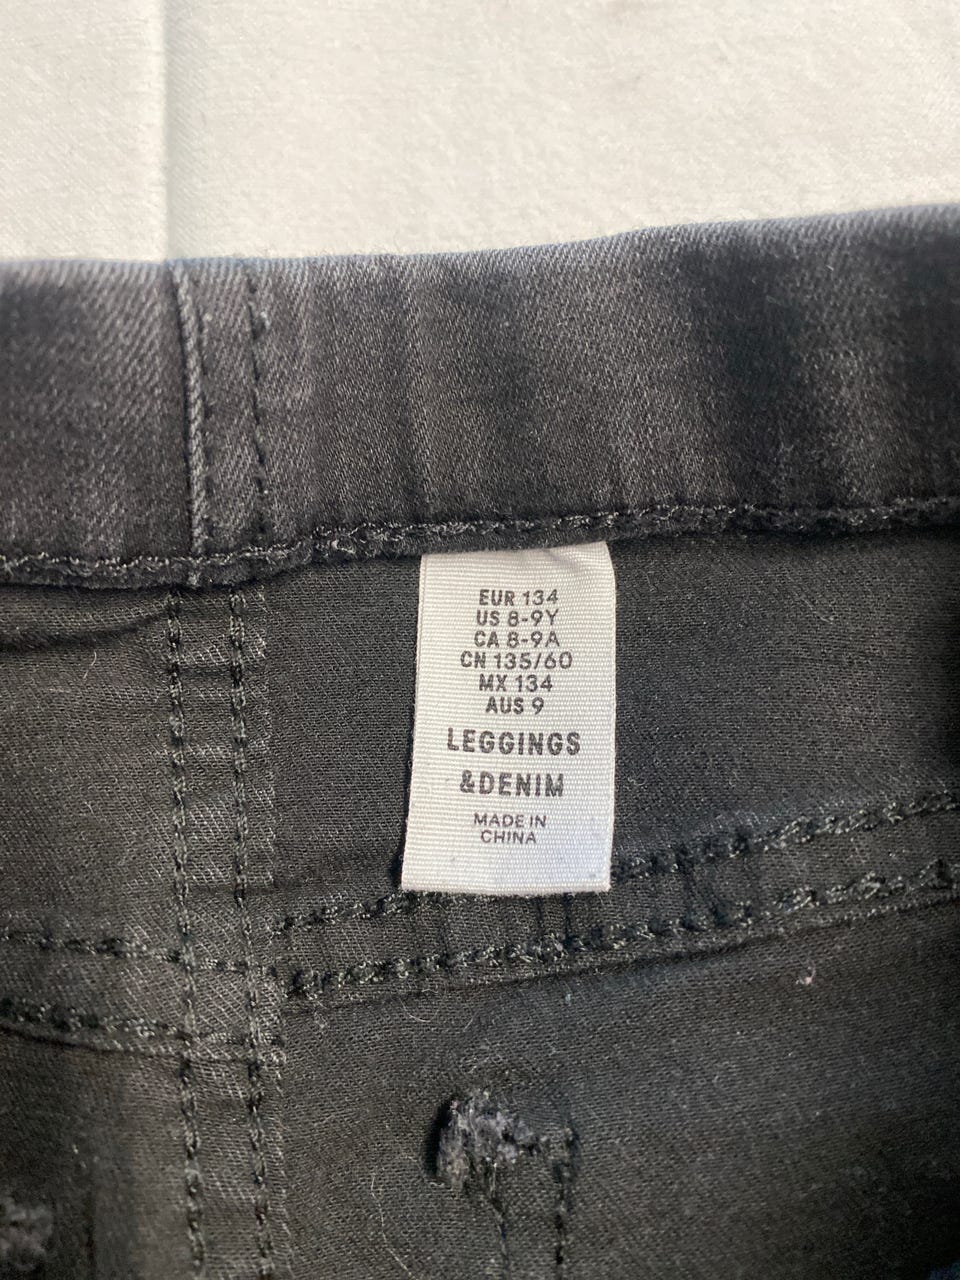 EUR 134
US 8-9Y
CA 8-9A
CN 135/60
MX 134
AUS 9
LEGGINGS
&DENIM
MADE IN
CHINA